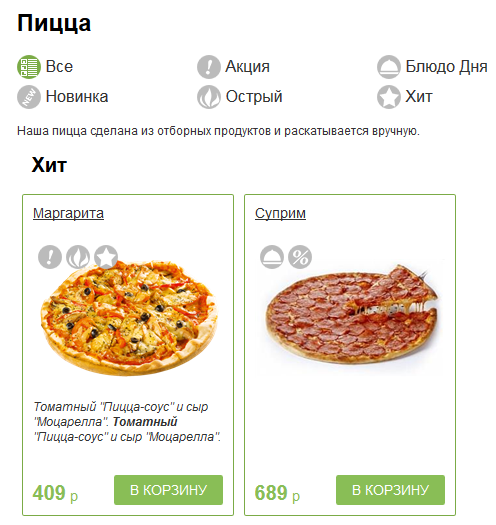 Пицца
Все
Акция
Блюдо Дня
NEW
Новинка
Острый
Хит
Наша пицца сделана из отборных продуктов и раскатывается вручную.
Хит
Маргарита
Томатный "Пицца-соус" и сыр
"Моцарелла". Томатный
"Пицца-соус" и сыр "Моцарелла".
409 р
В КОРЗИНУ
Суприм
%
689 р
В КОРЗИНУ